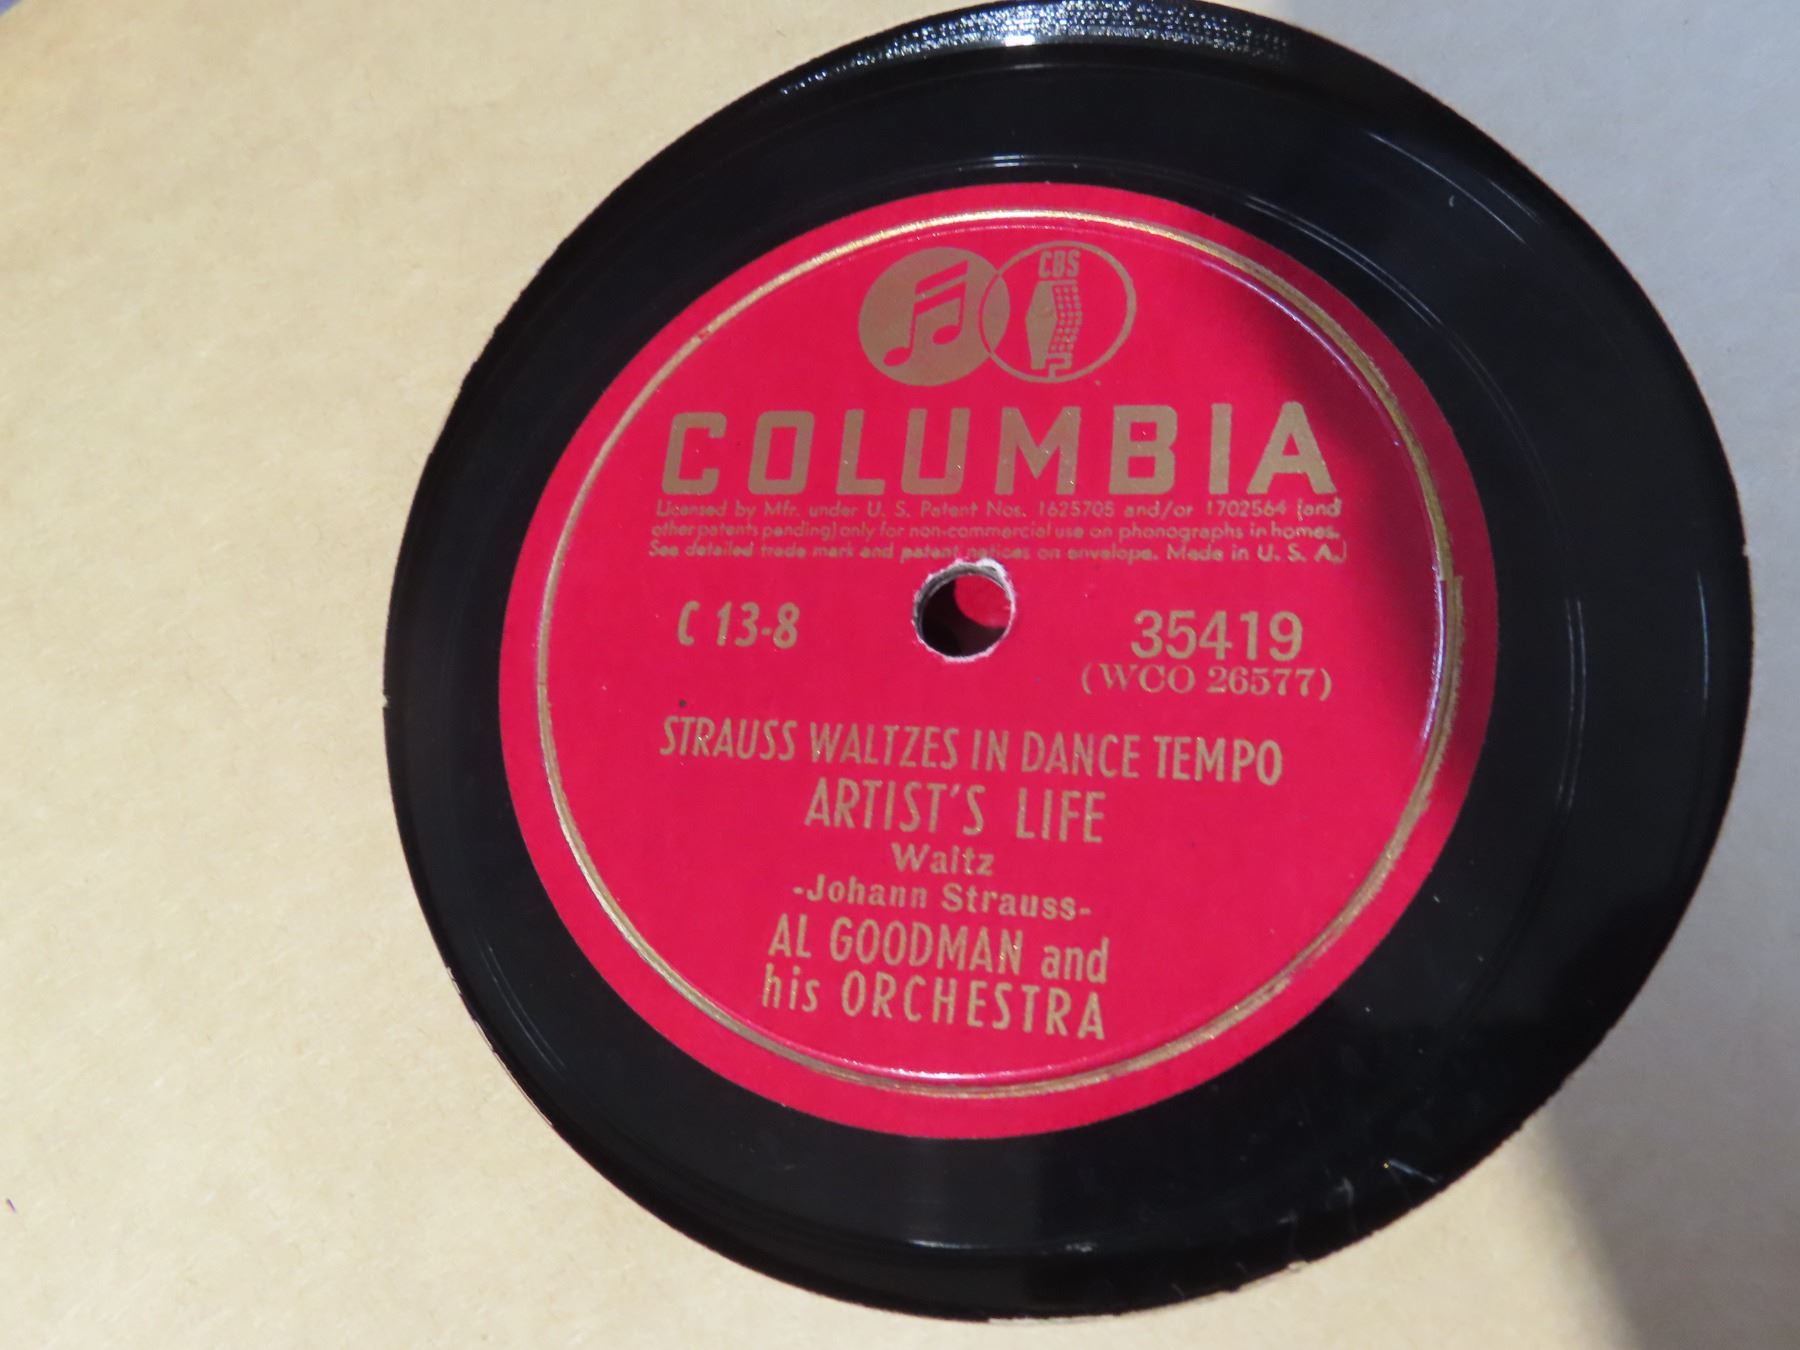 CBS
COLUMBIA
Licensed by Mfr. under U. S. Patent Nos. 1625705 and/or 1702564 (and
other patents pending) only for non-commercial use on phonographs in homes.
See detailed trade mark and patent notices on envelope. Made in U. S. A.)
C 13-8
35419
(WCO 26577)
STRAUSS WALTZES IN DANCE TEMPO
ARTIST'S LIFE
Waltz
-Johann Strauss-
AL GOODMAN and
his ORCHESTRA